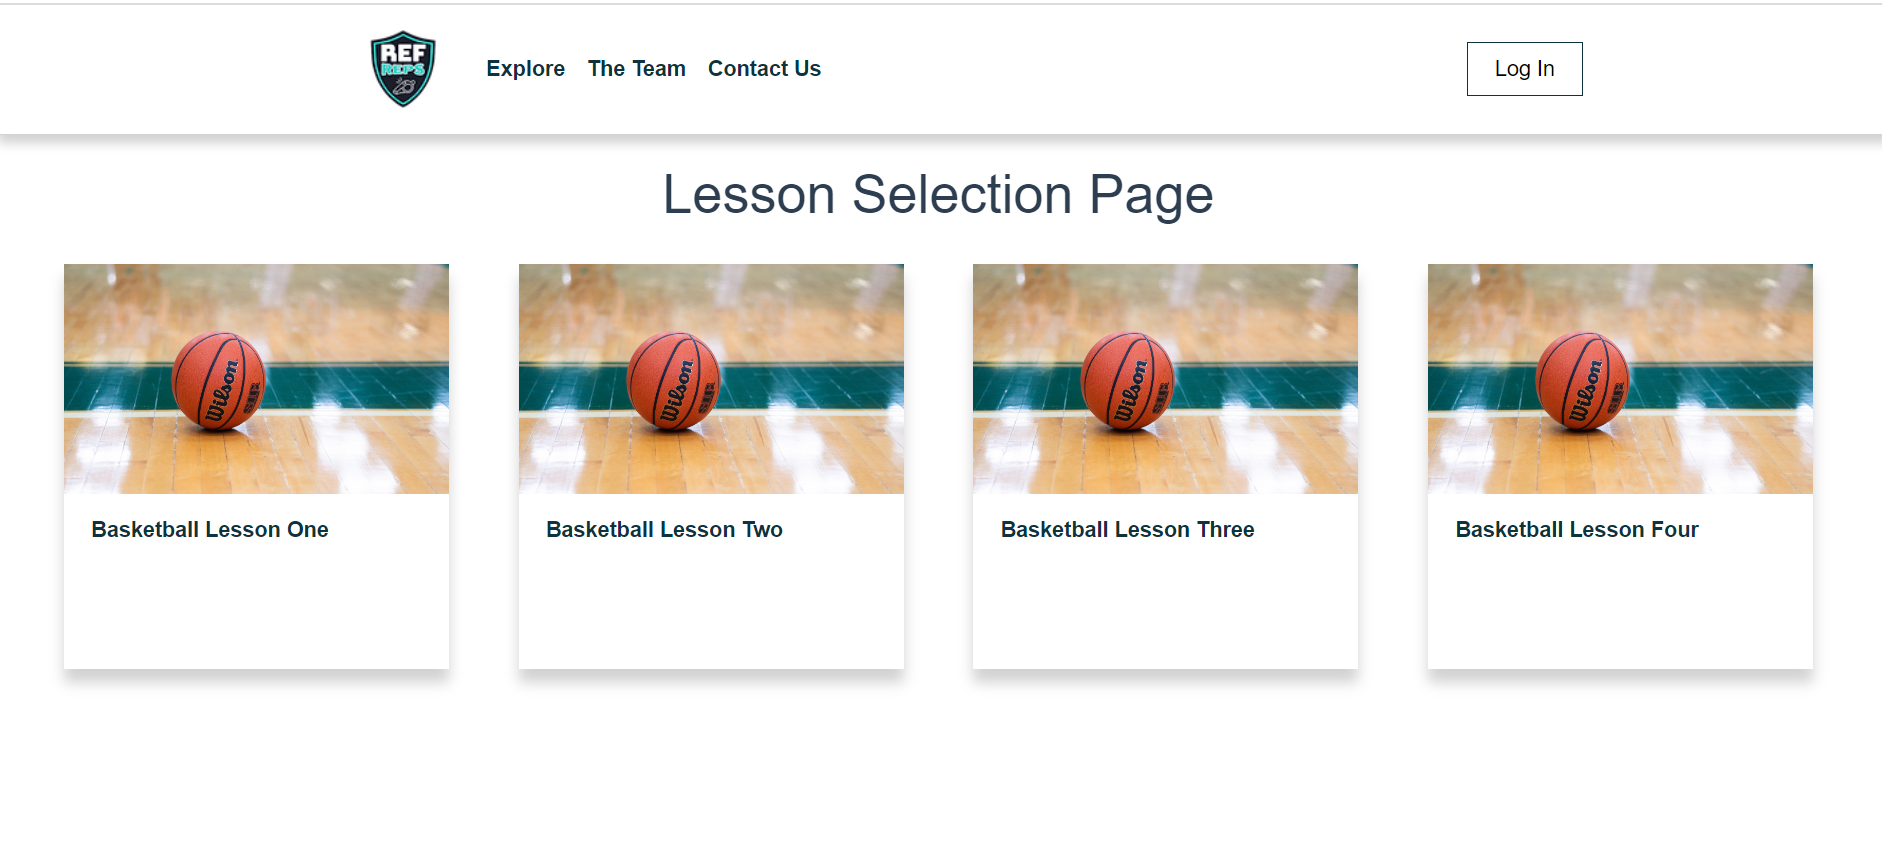 REF
REPS
Explore The Team Contact Us
Log In
Lesson Selection Page
Wilson
Wilson
Wilson
Wilson
Basketball Lesson One
Basketball Lesson Two
Basketball Lesson Three
Basketball Lesson Four